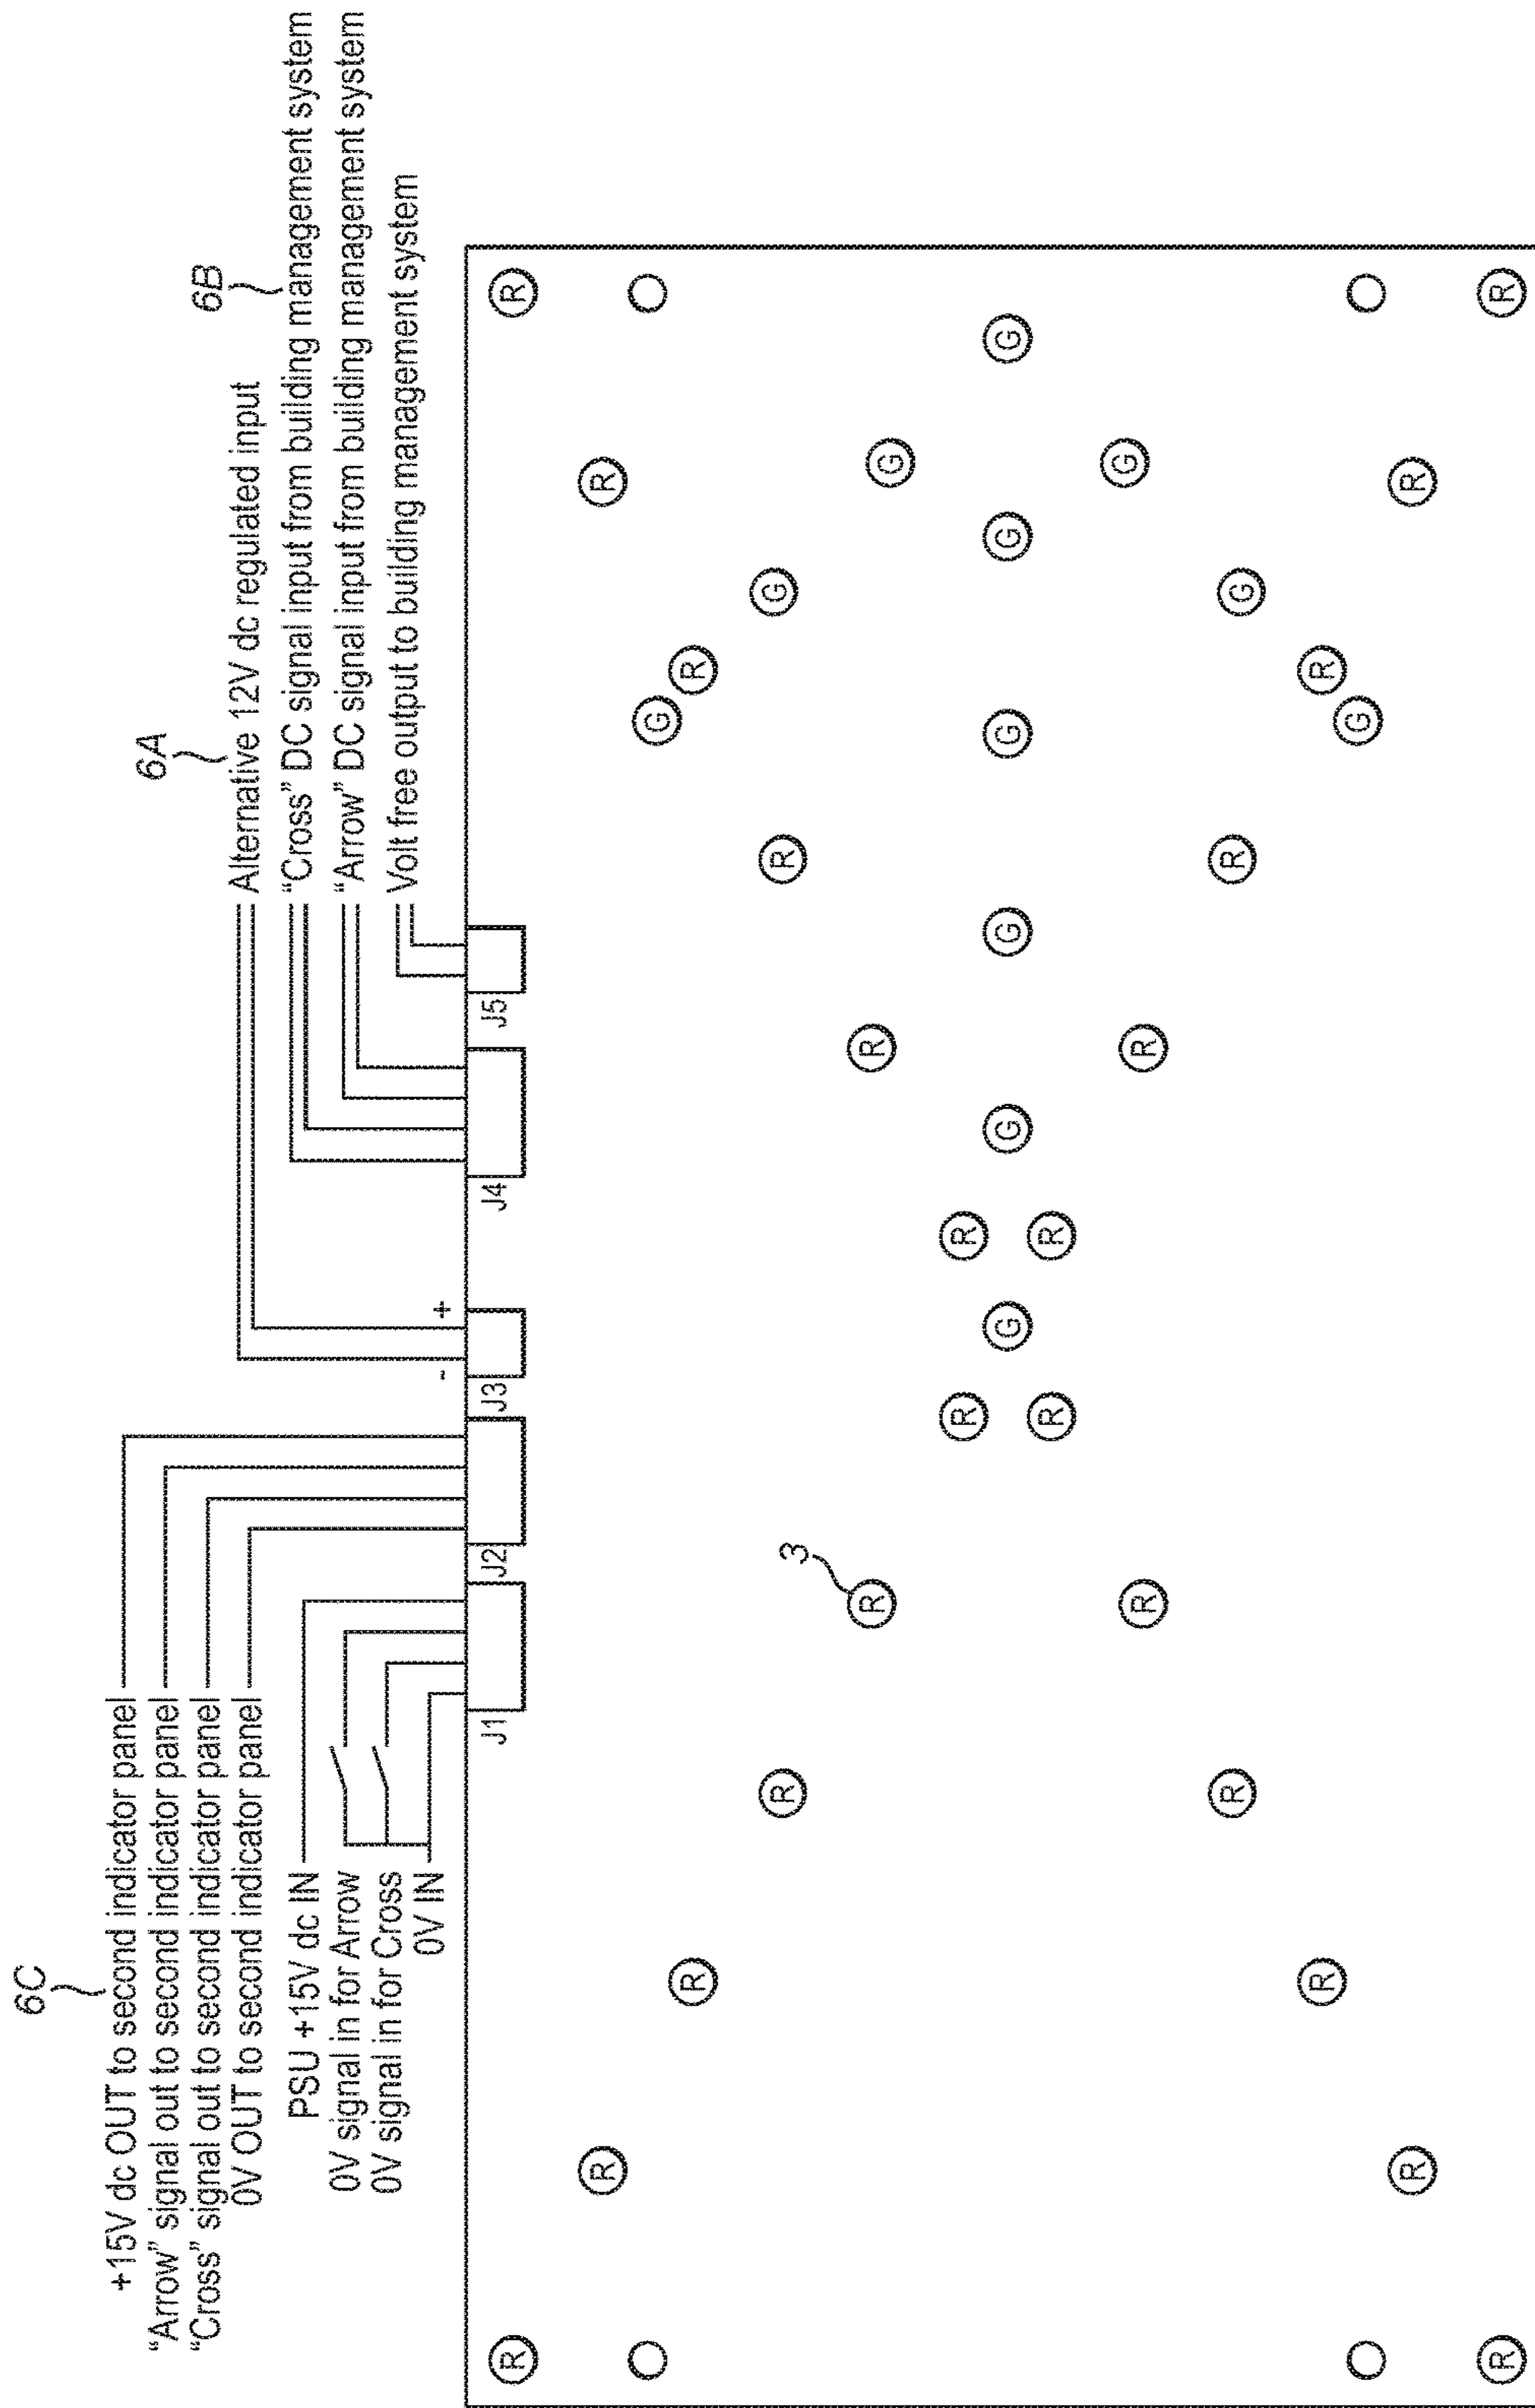 6C
+15V dc OUT to second indicator panel
"Arrow" signal out to second indicator panel
"Cross" signal out to second indicator panel
0V OUT to second indicator panel
PSU +15V dc IN
0V signal in for Arrow
0V signal in for Cross
0V IN
6A
Alternative 12V dc regulated input
6B
"Cross" DC signal input from building management system
"Arrow" DC signal input from building management system
Volt free output to building management system
- +
J1 J2 J3 J4 J5
R R
R R
G
R R
G
R R
3
R R
G
R R
G G G G G G
R R
G
R R
R R
G
R R
G
R R
R R